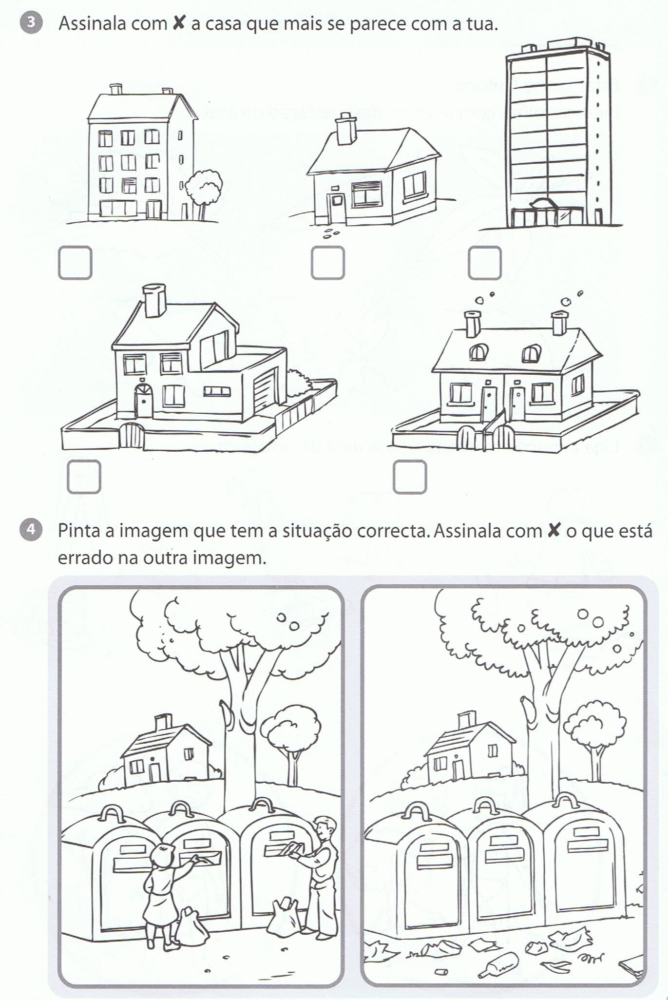 3 Assinala com ✘ a casa que mais se parece com a tua.
4 Pinta a imagem que tem a situação correcta. Assinala com ✘ o que está
errado na outra imagem.